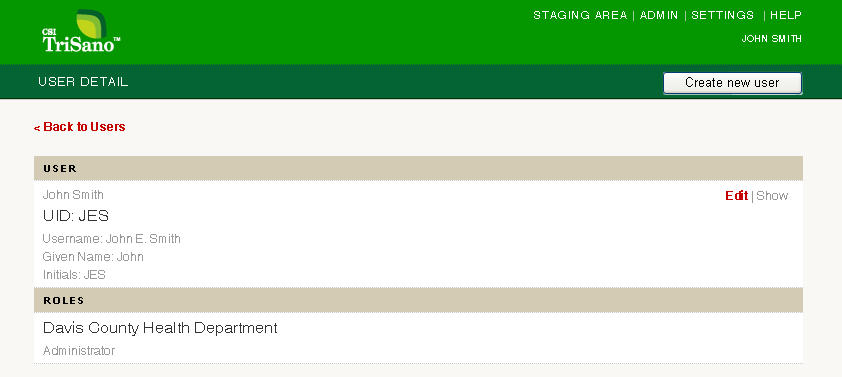 STAGING AREA | ADMIN | SETTINGS | HELP
CSI
TriSano™
JOHN SMITH
USER DETAIL
Create new user
< Back to Users
USER
John Smith
Edit | Show
UID: JES
Username: John E. Smith
Given Name: John
Initials: JES
ROLES
Davis County Health Department
Administrator